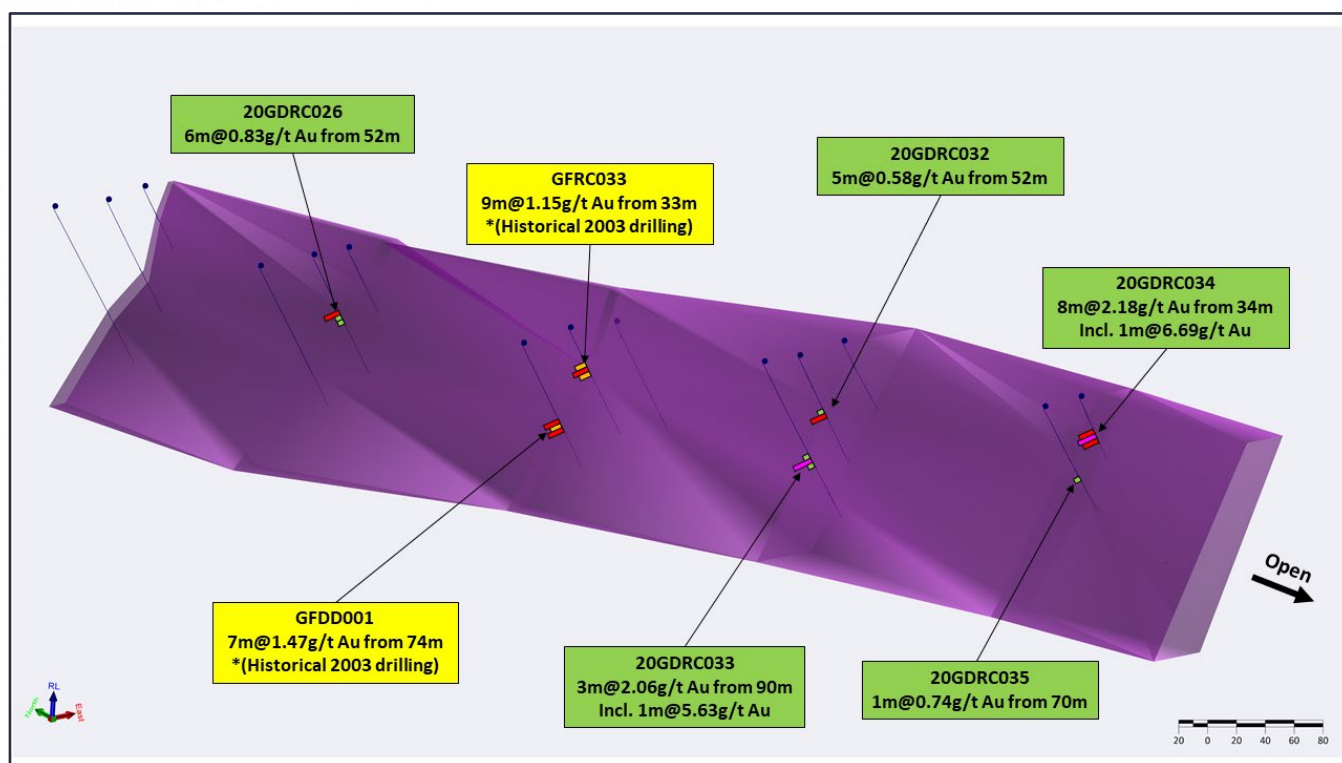 20GDRC026
6m@0.83g/t Au from 52m
GFRC033
9m@1.15g/t Au from 33m
*(Historical 2003 drilling)
20GDRC032
5m@0.58g/t Au from 52m
20GDRC034
8m@2.18g/t Au from 34m
Incl. 1m@6.69g/t Au
Open
GFDD001
7m@1.47g/t Au from 74m
*(Historical 2003 drilling)
20GDRC033
3m@2.06g/t Au from 90m
Incl. 1m@5.63g/t Au
20GDRC035
1m@0.74g/t Au from 70m
RL
North
East
20 0 20 40 60 80